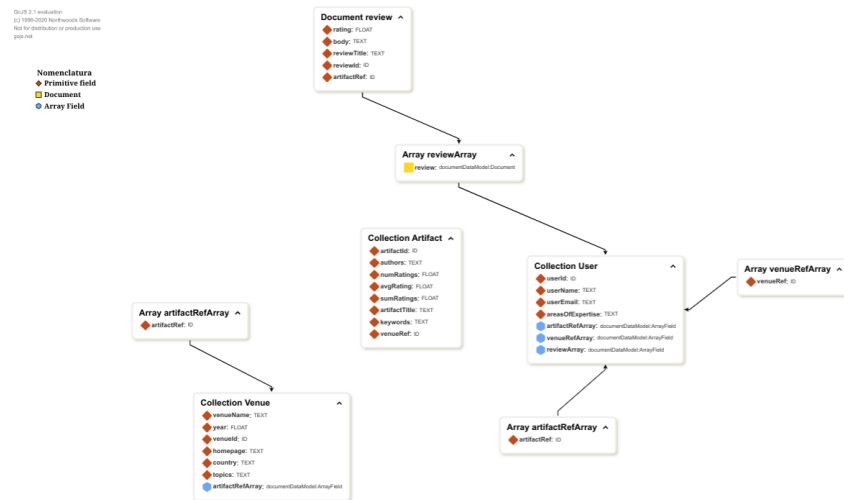 GoJS 2.1 evaluation
(c) 1998-2020 Northwoods Software
Not for distribution or production use
gojs.net
Nomenclatura
Primitive field
Document
Array Field
Document review
rating: FLOAT
body: TEXT
reviewTitle: TEXT
reviewId: ID
artifactRef: ID
Array reviewArray
review: documentDataModel:Document
Collection Artifact
artifactId: ID
authors: TEXT
numRatings: FLOAT
avgRating: FLOAT
sumRatings: FLOAT
artifactTitle: TEXT
keywords: TEXT
venueRef: ID
Collection User
userId: ID
userName: TEXT
userEmail: TEXT
areasOfExpertise: TEXT
artifactRefArray: documentDataModel:ArrayField
venueRefArray: documentDataModel:ArrayField
reviewArray: documentDataModel:ArrayField
Array venueRefArray
venueRef: ID
Array artifactRefArray
artifactRef: ID
Collection Venue
venueName: TEXT
year: FLOAT
venueId: ID
homepage: TEXT
country: TEXT
topics: TEXT
artifactRefArray: documentDataModel:ArrayField
Array artifactRefArray
artifactRef: ID